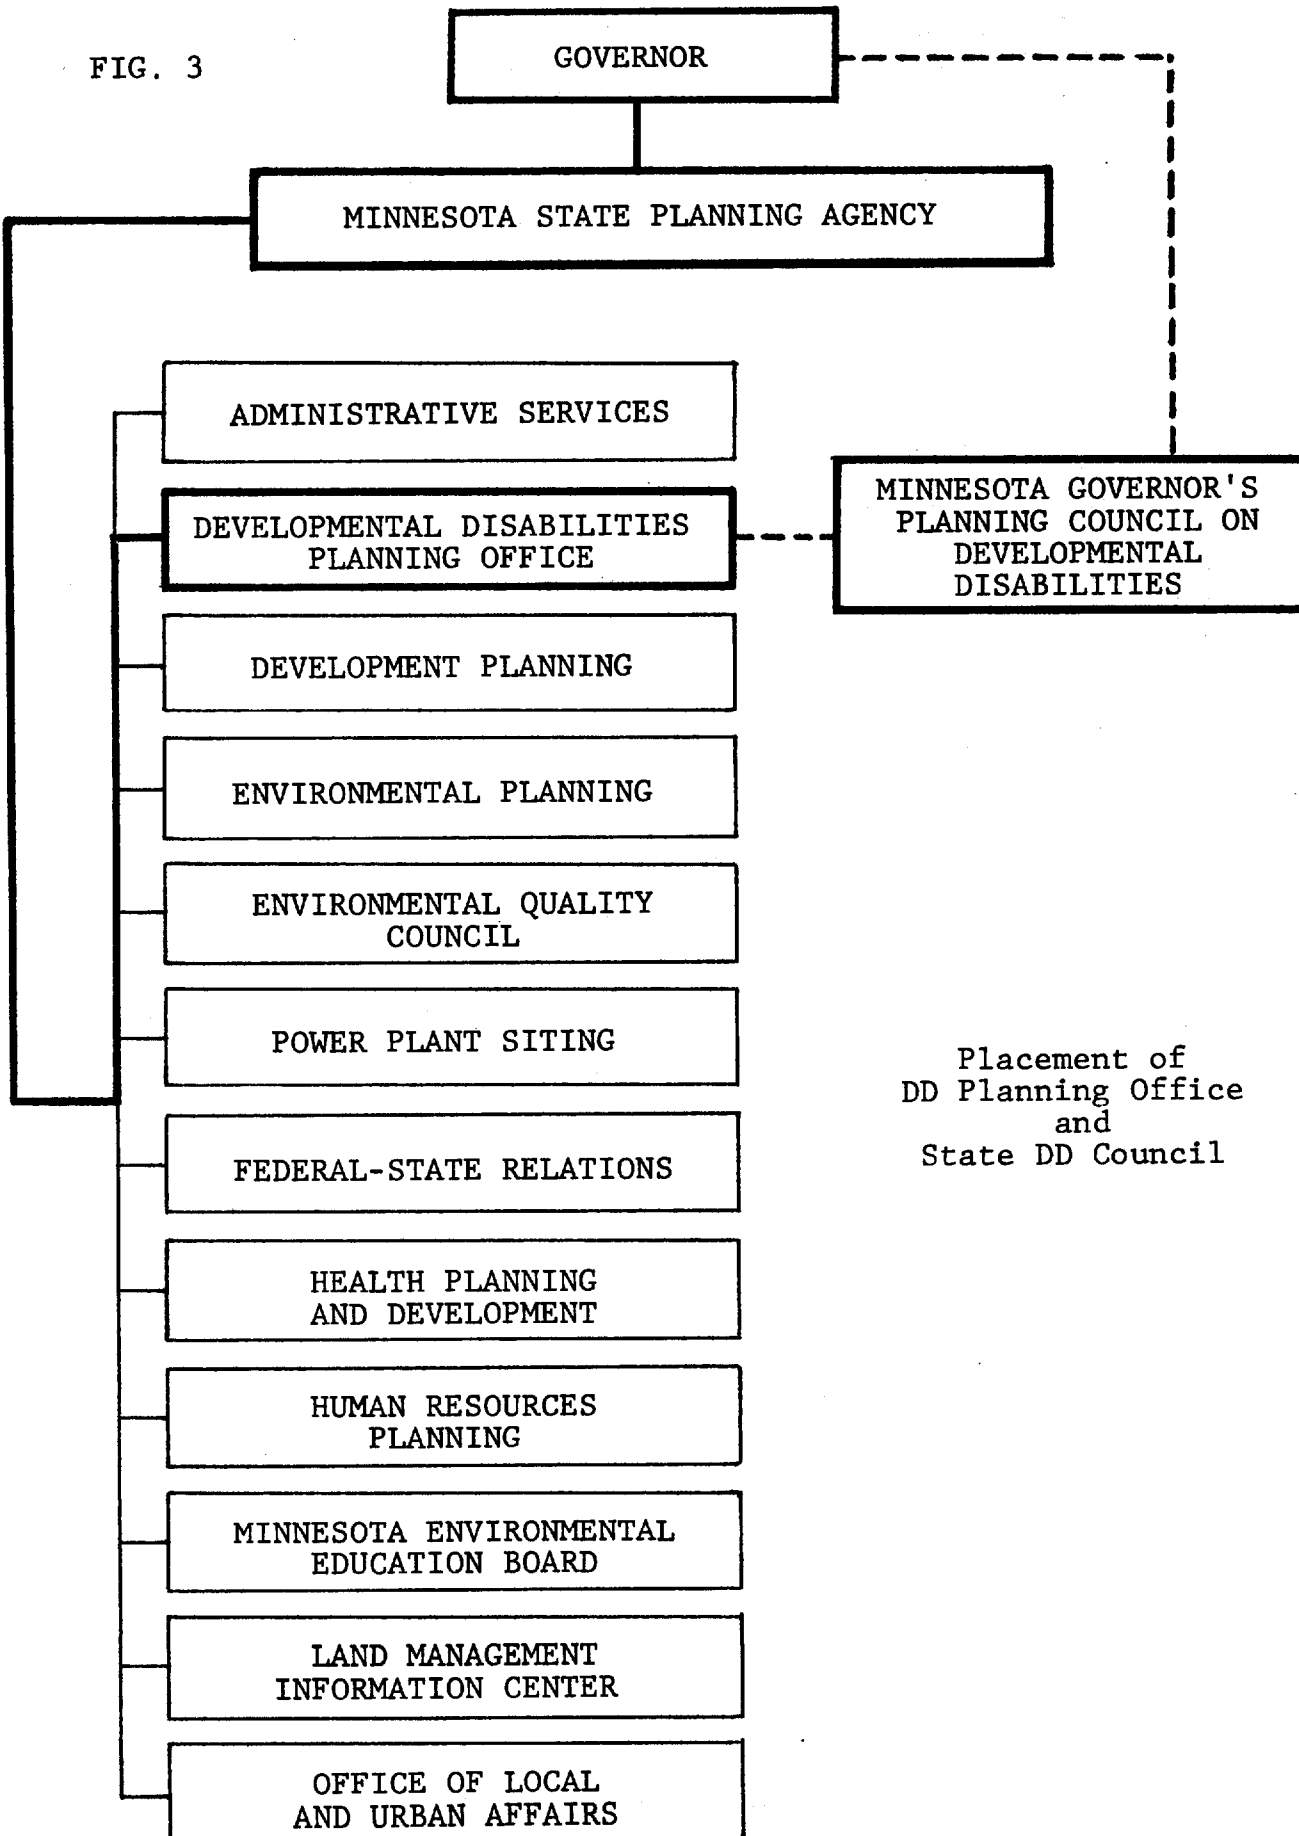 FIG. 3
GOVERNOR
MINNESOTA STATE PLANNING AGENCY
ADMINISTRATIVE SERVICES
DEVELOPMENTAL DISABILITIES
PLANNING OFFICE
MINNESOTA GOVERNOR'S
PLANNING COUNCIL ON
DEVELOPMENTAL
DISABILITIES
DEVELOPMENT PLANNING
ENVIRONMENTAL PLANNING
ENVIRONMENTAL QUALITY
COUNCIL
POWER PLANT SITING
Placement of
DD Planning Office
and
State DD Council
FEDERAL-STATE RELATIONS
HEALTH PLANNING
AND DEVELOPMENT
HUMAN RESOURCES
PLANNING
MINNESOTA ENVIRONMENTAL
EDUCATION BOARD
LAND MANAGEMENT
INFORMATION CENTER
OFFICE OF LOCAL
AND URBAN AFFAIRS